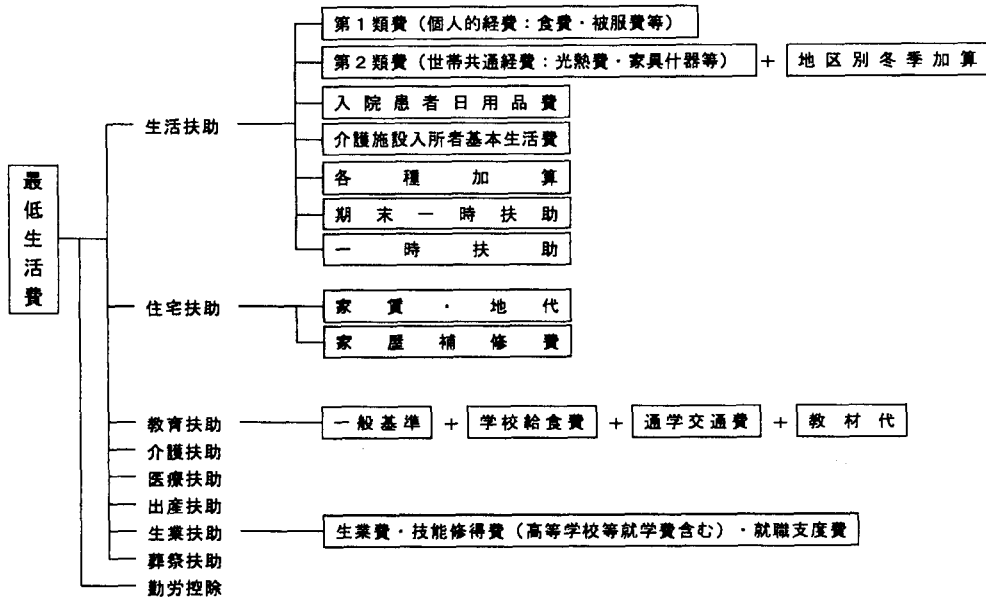 第1類費(個人的経費:食費・被服費等)
第2類費(世帯共通経費:光熱費・家具什器等) + 地区別冬季加算
入院患者日用品費
生活扶助
介護施設入所者基本生活費
各種加算
期末一時扶助
一時扶助
最低生活費
住宅扶助 家賃・地代
家屋補修費
教育扶助 一般基準 + 学校給食費 + 通学交通費 + 教材代
介護扶助
医療扶助
出産扶助
生業扶助 生業費・技能修得費(高等学校等就学費含む)・就職支度費
葬祭扶助
勤労控除